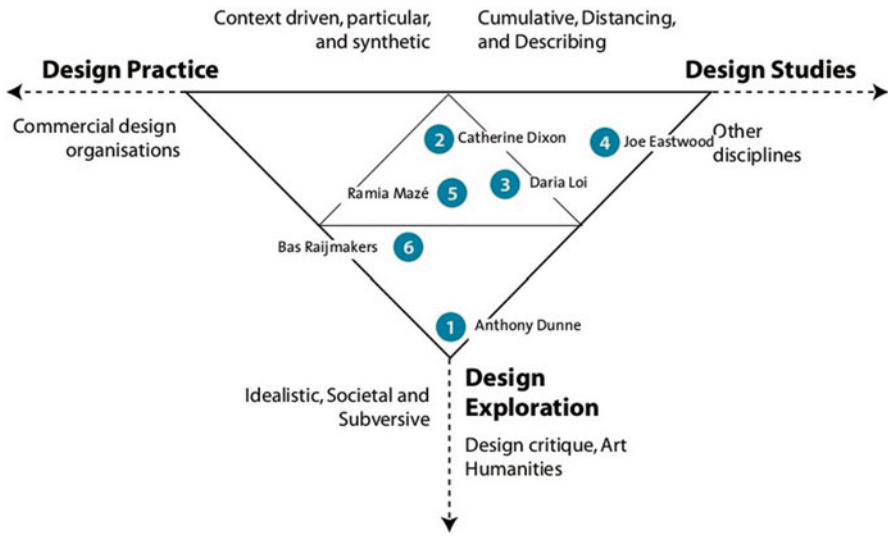 Context driven, particular,
and synthetic
Cumulative, Distancing,
and Describing
Design Practice
Design Studies
Commercial design
organisations
Other
disciplines
2 Catherine Dixon
4 Joe Eastwood
Ramia Mazé 5
3 Daria Loi
Bas Raijmakers 6
1 Anthony Dunne
Idealistic, Societal and
Subversive
Design
Exploration
Design critique, Art
Humanities